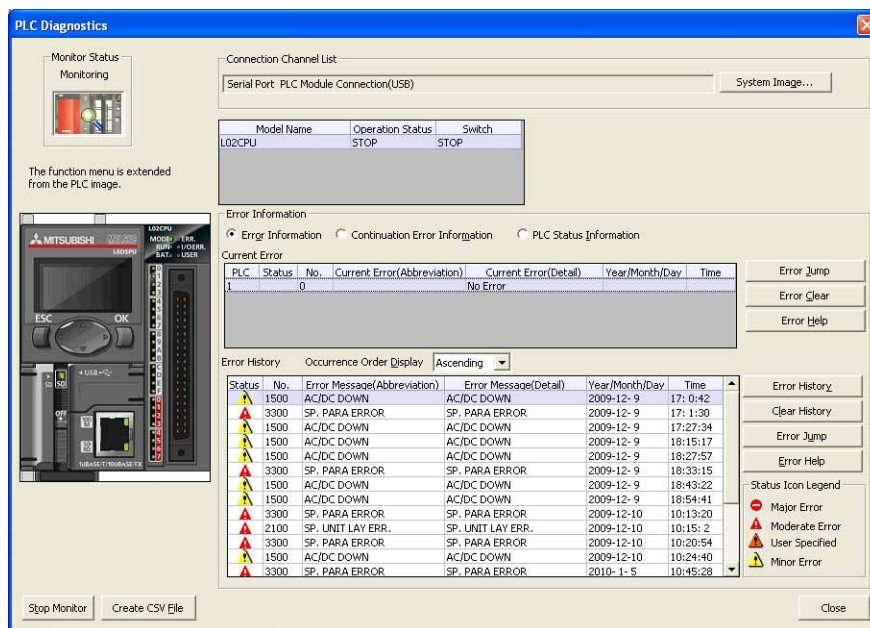 PLC Diagnostics
Monitor Status
Monitoring
The function menu is extended
from the PLC image.
Connection Channel List
Serial Port PLC Module Connection(USB)
System Image...
Model Name Operation Status Switch
L02CPU STOP STOP
MITSUBISHI
L02CPU
MODE ERR.
RUN I/OERR.
BAT. USER
ESC OK
USB
SD
OFF
Error Information
Error Information Continuation Error Information PLC Status Information
Current Error
PLC Status No. Current Error(Abbreviation) Current Error(Detail) Year/Month/Day Time
1 0 No Error
Error Jump
Error Clear
Error Help
Error History Occurrence Order Display Ascending
Status No. Error Message(Abbreviation) Error Message(Detail) Year/Month/Day Time
1500 AC/DC DOWN AC/DC DOWN 2009-12- 9 17: 0:42
3300 SP. PARA ERROR SP. PARA ERROR 2009-12- 9 17: 1:30
1500 AC/DC DOWN AC/DC DOWN 2009-12- 9 17:27:34
1500 AC/DC DOWN AC/DC DOWN 2009-12- 9 18:15:17
1500 AC/DC DOWN AC/DC DOWN 2009-12- 9 18:27:57
3300 SP. PARA ERROR SP. PARA ERROR 2009-12- 9 18:33:15
1500 AC/DC DOWN AC/DC DOWN 2009-12- 9 18:43:22
1500 AC/DC DOWN AC/DC DOWN 2009-12- 9 18:54:41
3300 SP. PARA ERROR SP. PARA ERROR 2009-12-10 10:13:20
2100 SP. UNIT LAY ERR. SP. UNIT LAY ERR. 2009-12-10 10:15: 2
3300 SP. PARA ERROR SP. PARA ERROR 2009-12-10 10:20:54
1500 AC/DC DOWN AC/DC DOWN 2009-12-10 10:24:40
3300 SP. PARA ERROR SP. PARA ERROR 2010- 1- 5 10:45:28
Error History
Clear History
Error Jump
Error Help
Status Icon Legend
Major Error
Moderate Error
User Specified
Minor Error
Stop Monitor
Create CSV File
Close